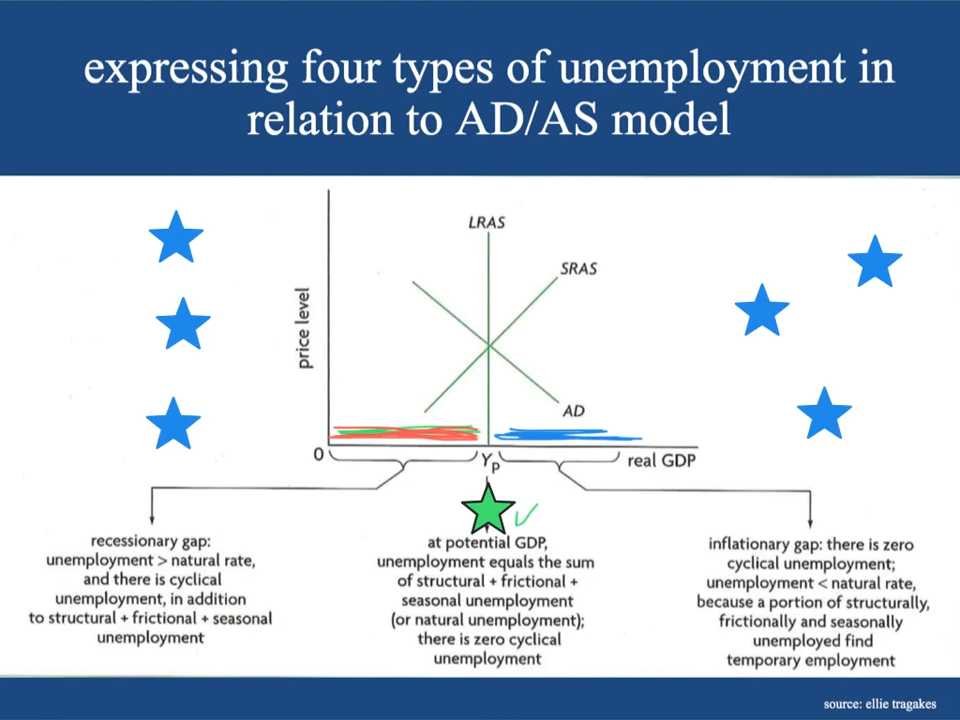 expressing four types of unemployment in
relation to AD/AS model
LRAS
SRAS
price level
AD
0
Yp
real GDP
recessionary gap:
unemployment > natural rate,
and there is cyclical
unemployment, in addition
to structural + frictional + seasonal
unemployment
at potential GDP,
unemployment equals the sum
of structural + frictional +
seasonal unemployment
(or natural unemployment);
there is zero cyclical
unemployment
inflationary gap: there is zero
cyclical unemployment;
unemployment < natural rate,
because a portion of structurally,
frictionally and seasonally
unemployed find
temporary employment
source: ellie tragakes